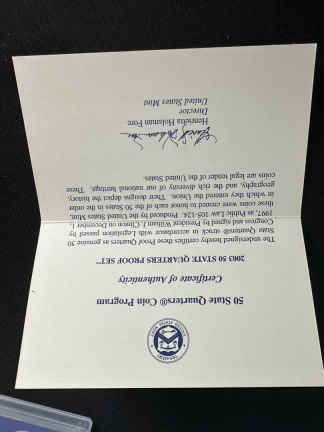 50 State Quarters® Coin Program
Certificate of Authenticity
2003 50 STATE QUARTERS PROOF SET™
The undersigned hereby certifies these Proof Quarters as genuine 50
State Quarters® struck in accordance with Legislation passed by
Congress and signed by President William J. Clinton on December 1,
1997, as Public Law 105-124. Produced by the United States Mint,
these coins were created to honor each of the 50 States in the order
in which they entered the Union. Their designs depict the history,
geography, and the rich diversity of our national heritage. These
coins are legal tender of the United States.
Henrietta Holsman Fore
Director
United States Mint